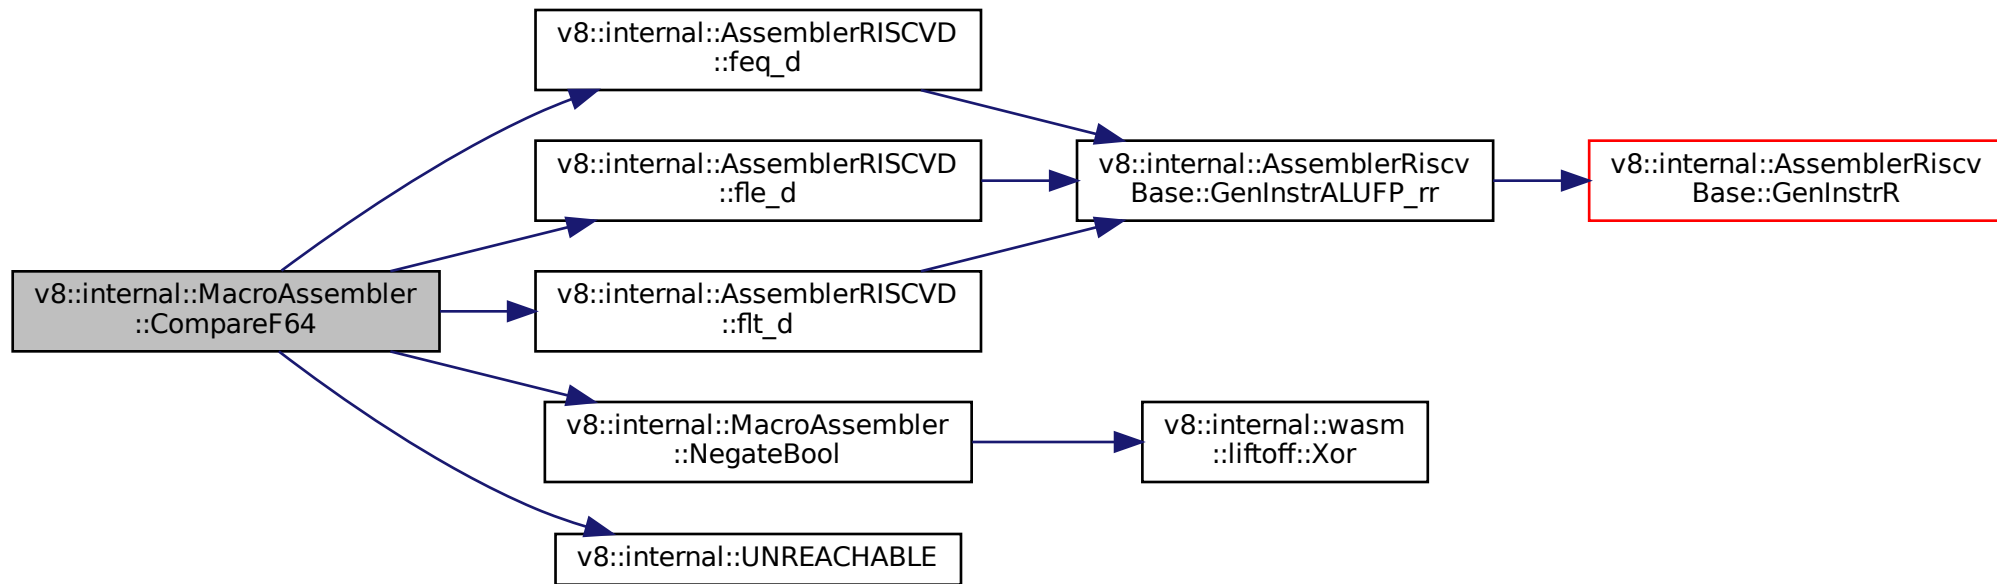 v8::internal::AssemblerRISCVD
::feq_d
v8::internal::AssemblerRISCVD
::fle_d
v8::internal::AssemblerRiscv
Base::GenInstrALUFP_rr
v8::internal::AssemblerRiscv
Base::GenInstrR
v8::internal::MacroAssembler
::CompareF64
v8::internal::AssemblerRISCVD
::flt_d
v8::internal::MacroAssembler
::NegateBool
v8::internal::wasm
::liftoff::Xor
v8::internal::UNREACHABLE